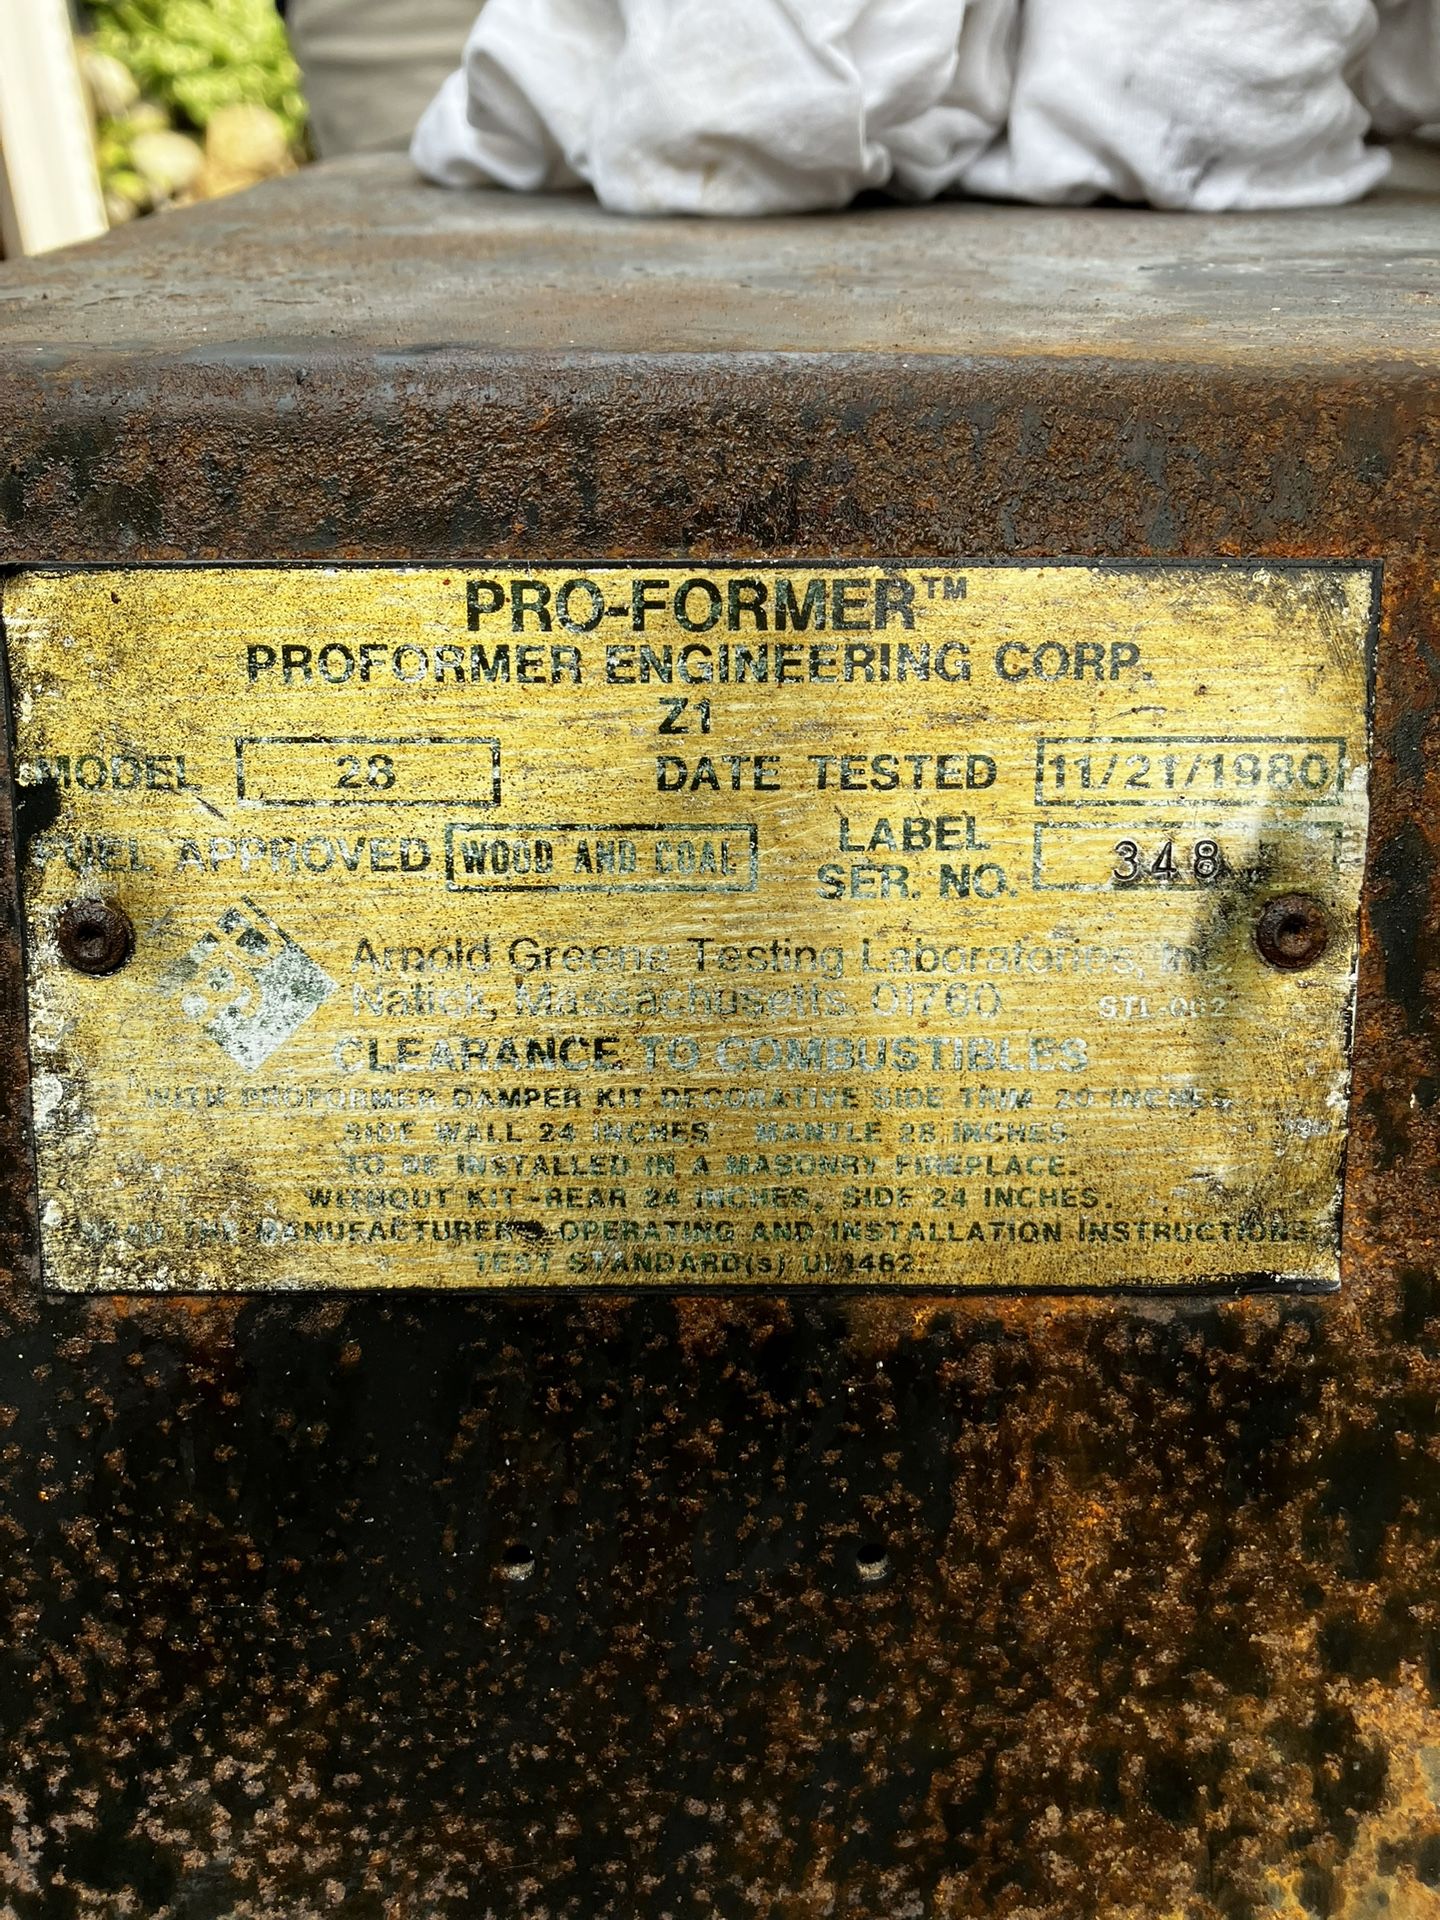 PRO-FORMER™
PROFORMER ENGINEERING CORP.
Z1
MODEL 28 DATE TESTED 11/21/1980
FUEL APPROVED WOOD AND COAL LABEL SER. NO. 348
Arnold Greene Testing Laboratories, Inc.
Natick, Massachusetts, 01760
CLEARANCE TO COMBUSTIBLES
WITH PROFORMER DAMPER KIT DECORATIVE SIDE TRIM 20 INCHES
SIDE WALL 24 INCHES MANTLE 28 INCHES
TO BE INSTALLED IN A MASONRY FIREPLACE.
WITHOUT KIT-REAR 24 INCHES, SIDE 24 INCHES.
READ THE MANUFACTURERS OPERATING AND INSTALLATION INSTRUCTIONS
TEST STANDARD(s) UL1482.